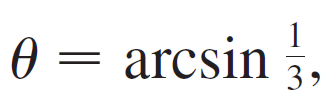 θ = arcsin 1/3,